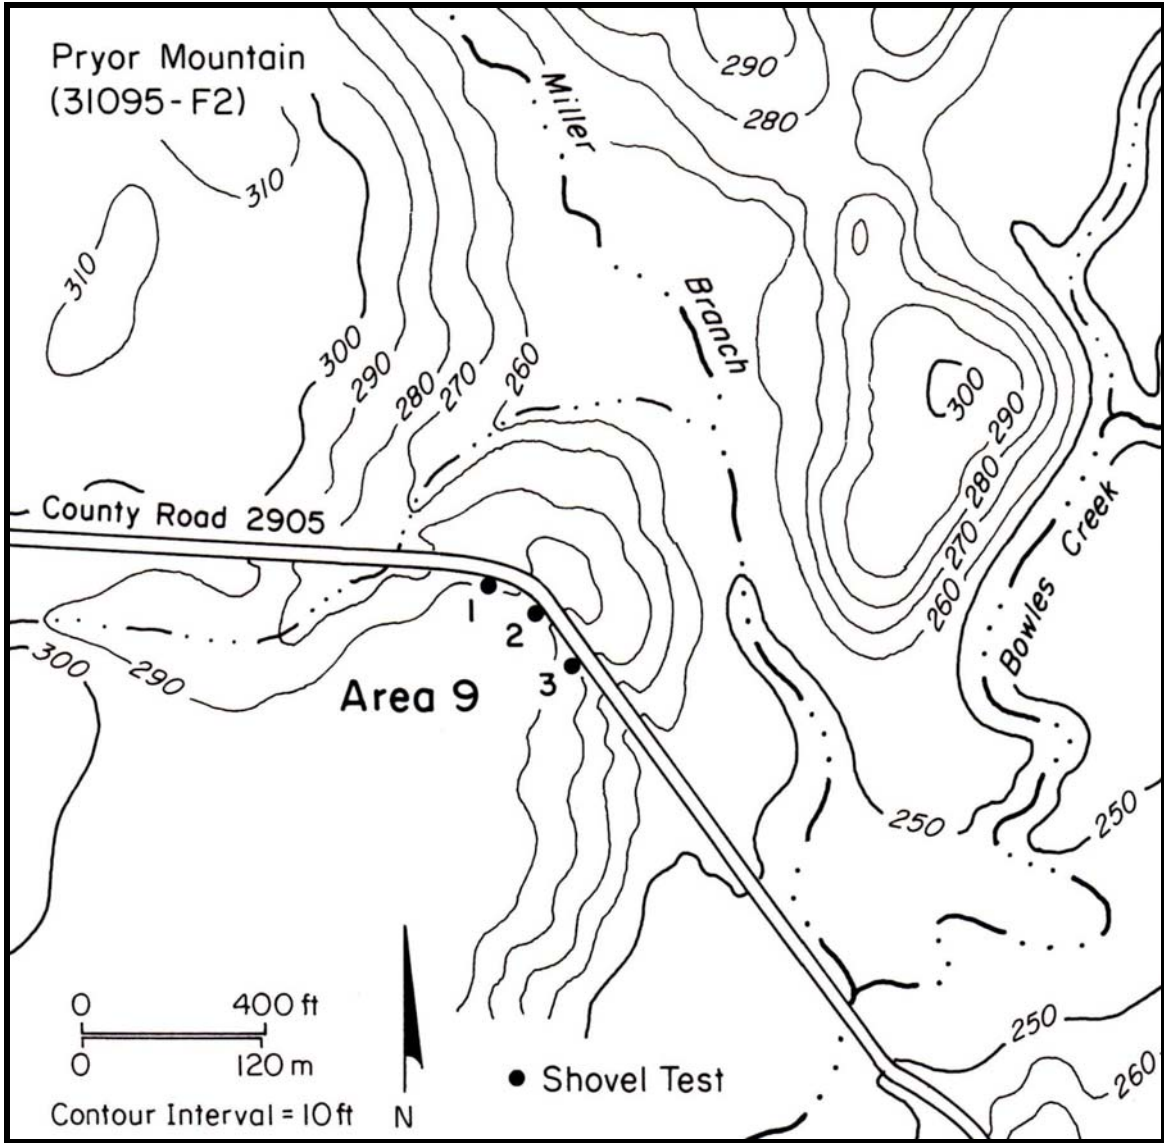 Pryor Mountain
(31095-F2)
Miller
Branch
290
280
310
310
300
290
280
270
260
300
290
280
270
260
County Road 2905
Bowles Creek
1
2
3
300
290
Area 9
250
250
250
260
0 400 ft
0 120 m
Contour Interval = 10 ft
N
Shovel Test